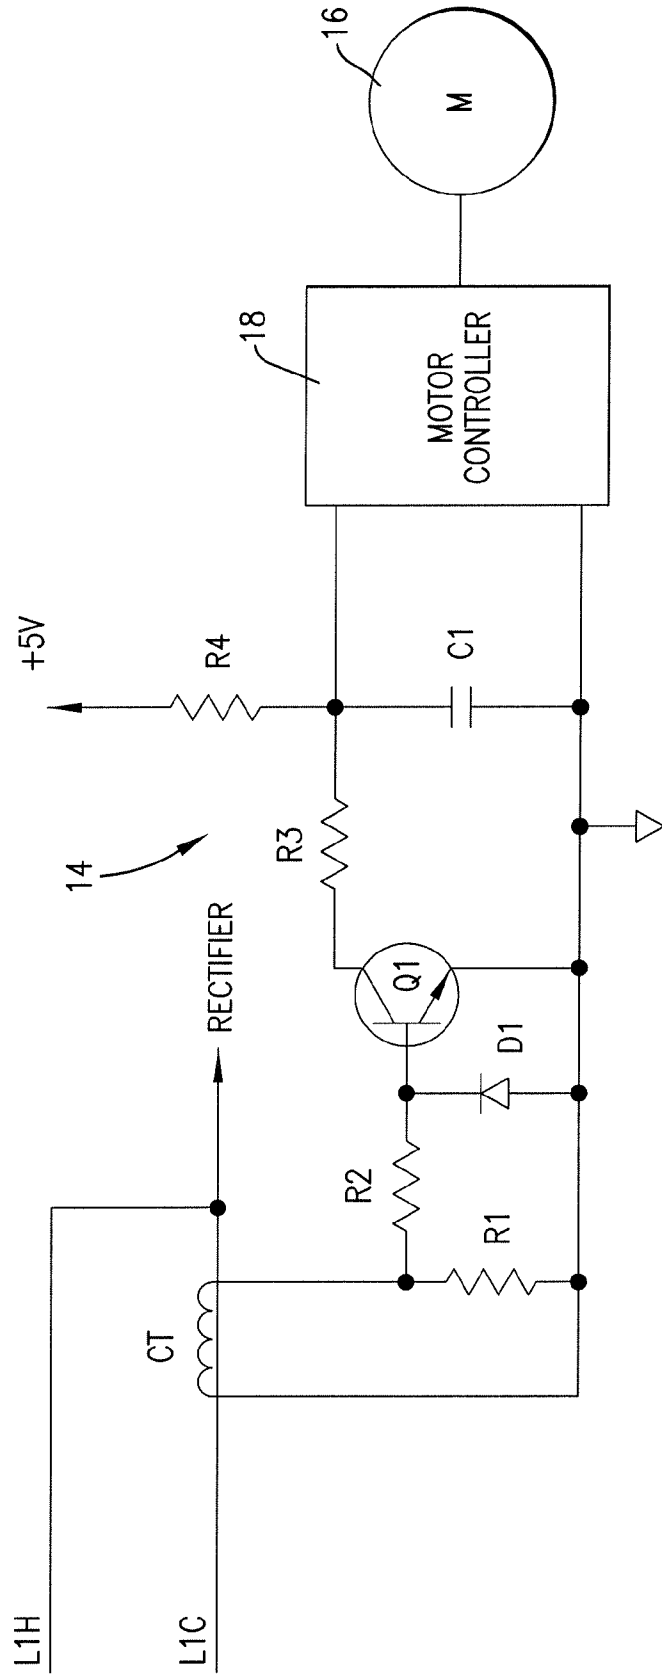 L1H
L1C
CT
RECTIFIER
14
+5V
R1
R2
D1
Q1
R3
R4
C1
18
MOTOR
CONTROLLER
16
M